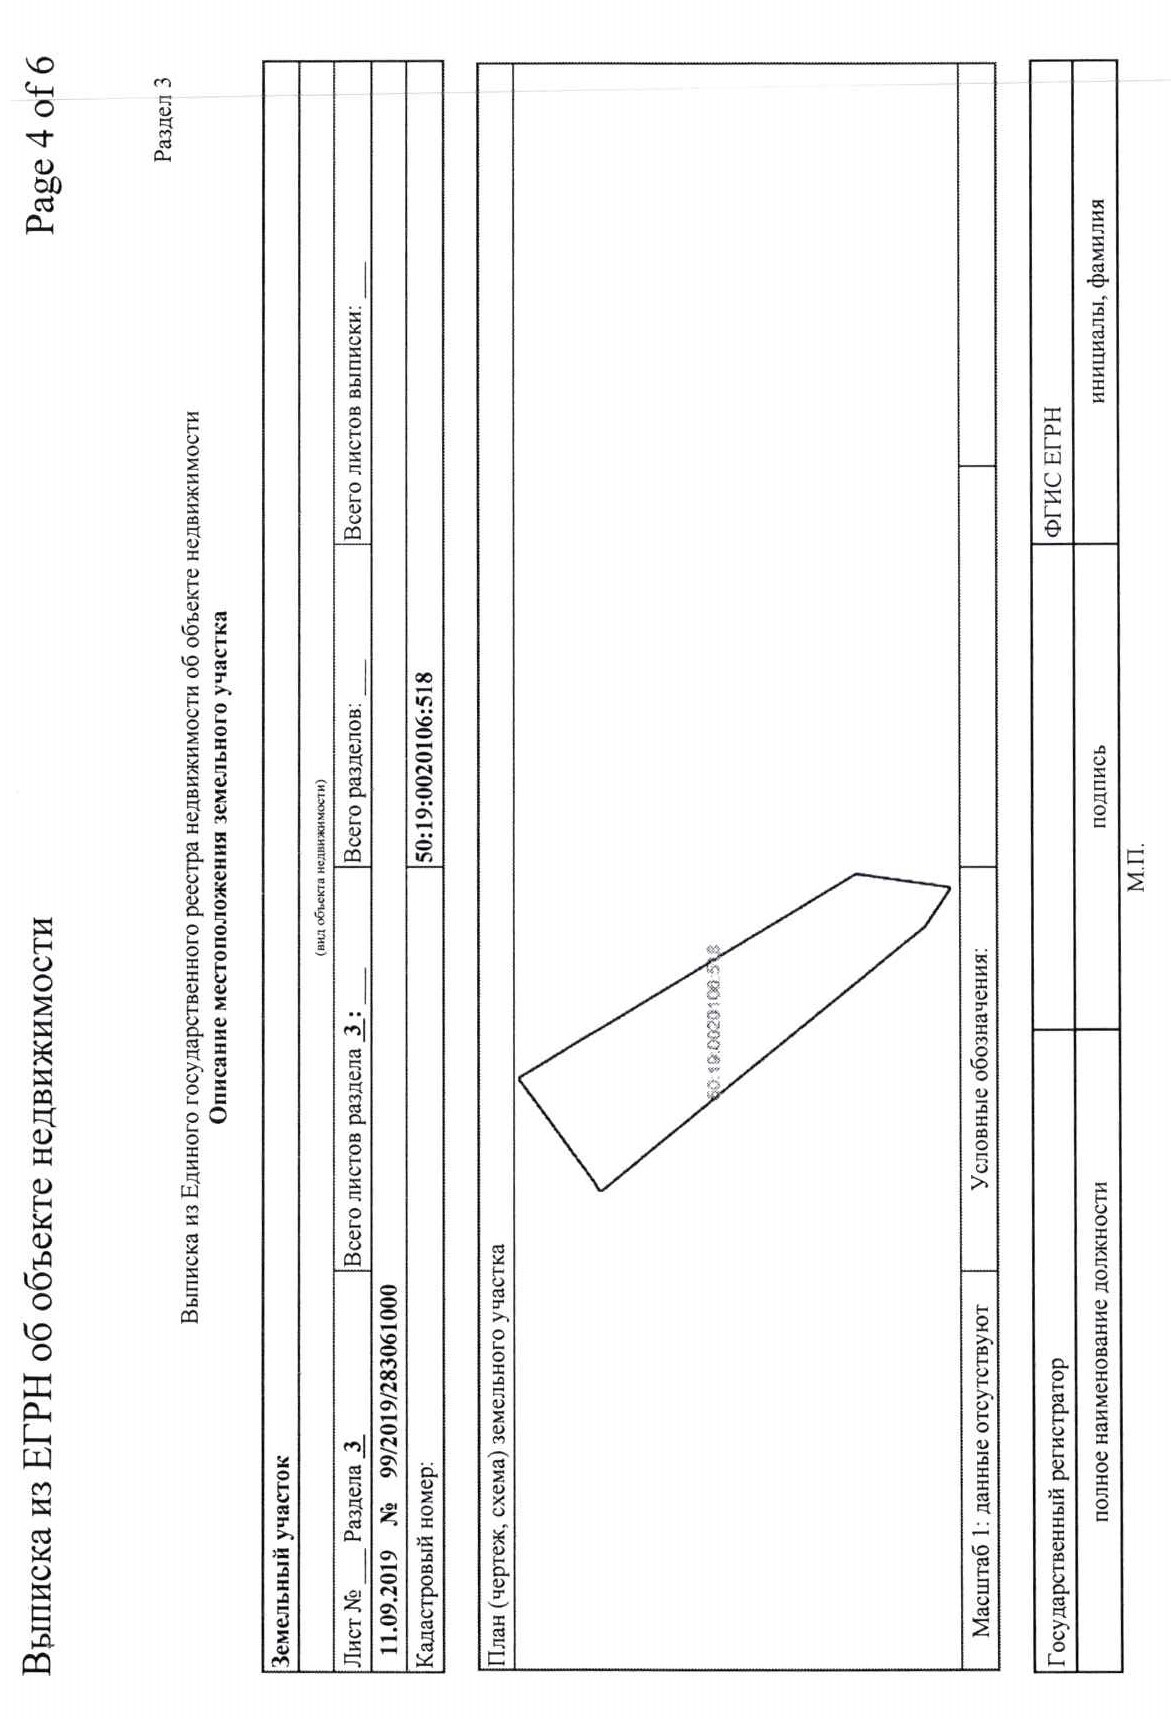 Выписка из ЕГРН об объекте недвижимости Page 4 of 6
Раздел 3
Выписка из Единого государственного реестра недвижимости об объекте недвижимости
Описание местоположения земельного участка
Земельный участок
(вид объекта недвижимости)
Лист № ___ Раздела 3 Всего листов раздела 3 : ___ Всего разделов: ___ Всего листов выписки: ___
11.09.2019 № 99/2019/283061000
Кадастровый номер: 50:19:0020106:518
План (чертеж, схема) земельного участка
50:19:0020106:518
Масштаб 1: данные отсутствуют Условные обозначения:
Государственный регистратор ФГИС ЕГРН
полное наименование должности подпись инициалы, фамилия
М.П.